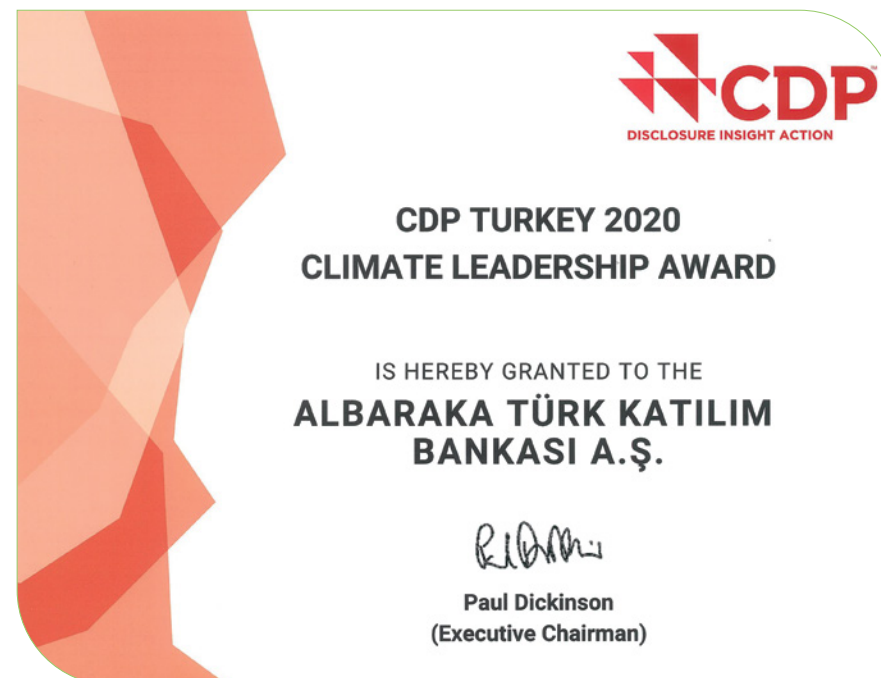 CDP
DISCLOSURE INSIGHT ACTION
CDP TURKEY 2020
CLIMATE LEADERSHIP AWARD
IS HEREBY GRANTED TO THE
ALBARAKA TÜRK KATILIM
BANKASI A.Ş.
Paul Dickinson
(Executive Chairman)